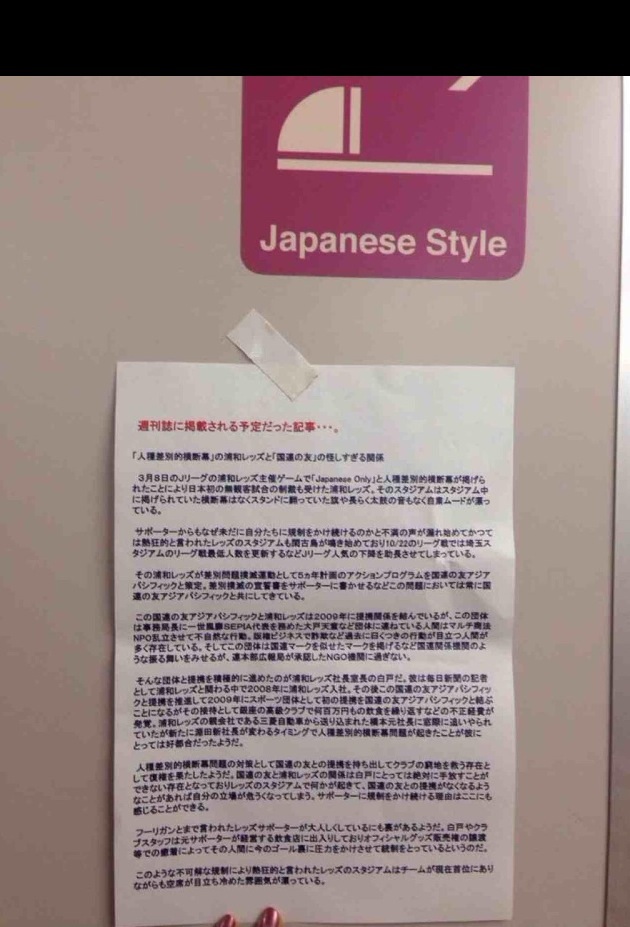 Japanese Style
週刊誌に掲載される予定だった記事・・・。
「人種差別的横断幕」の浦和レッズと「国連の友」の怪しすぎる関係
3月8日のJリーグの浦和レッズ主催ゲームで「Japanese Only」と人種差別的横断幕が掲げら
れたことにより日本初の無観客試合の制裁も受けた浦和レッズ。そのスタジアムはスタジアム中
に掲げられていた横断幕はなくスタンドに翻っていた旗や長らく太鼓の音もなく自粛ムードが漂っ
ている。
サポーターからもなぜ未だに自分たちに規制をかけ続けるのかと不満の声が漏れ始めてかつて
は熱狂的と言われたレッズのスタジアムも閑古鳥が鳴き始めており10/22のリーグ戦では埼玉ス
タジアムのリーグ戦最低人数を更新するなどJリーグ人気の下降を助長させてしまっている。
その浦和レッズが差別問題撲滅運動として5ヵ年計画のアクションプログラムを国連の友アジア
パシフィックと策定。差別撲滅の宣誓書をサポーターに書かせるなどこの問題においては常に国
連の友アジアパシフィックと共にしてきている。
この国連の友アジアパシフィックと浦和レッズは2009年に提携関係を結んでいるが、この団体
は事務局長に一世風靡SEPIA代表を務めた大戸天童など団体に連ねている人間はマルチ商法
NPO乱立させて不自然な行動。版権ビジネスで詐欺など過去に曰くつきの行動が目立つ人間が
多く存在している。そしてこの団体は国連マークを似せたマークを掲げるなど国連関係機関のよ
うな振る舞いをみせるが、連本部広報局が承認したNGO機関に過ぎない。
そんな団体と提携を積極的に進めたのが浦和レッズ社長室長の白戸だ。彼は毎日新聞の記者
として浦和レッズと関わる中で2008年に浦和レッズ入社。その後この国連の友アジアパシフィッ
クと提携を推進して2009年にスポーツ団体として初の提携を国連の友アジアパシフィックと結ぶ
ことになるがその接待として銀座の高級クラブで何百万円もの飲食を繰り返すなどの不正経費が
発覚。浦和レッズの親会社である三菱自動車から送り込まれた橋本元社長に窓際に追いやられ
ていたが新たに淵田新社長が変わるタイミングで人種差別的横断幕問題が起きたことが彼に
とっては好都合だったようだ。
人種差別的横断幕問題の対策として国連の友との提携を持ち出してクラブの窮地を救う存在と
して復権を果たしたようだ。国連の友と浦和レッズの関係は白戸にとっては絶対に手放すことが
できない存在となっておりレッズのスタジアムで何かが起きて、国連の友との提携がなくなるよう
なことがあれば自分の立場が危うくなってしまう。サポーターに規制をかけ続ける理由はここにも
感じることができる。
フーリガンとまで言われたレッズサポーターが大人しくしているにも裏があるようだ。白戸やクラ
ブスタッフは元サポーターが経営する飲食店に出入りしておりオフィシャルグッズ販売権の譲渡
等での癒着によってその人間に今のゴール裏に圧力をかけさせて統制をとっているというのだ。
このような不可解な規制により熱狂的と言われたレッズのスタジアムはチームが現在首位にあり
ながらも空席が目立ち冷めた雰囲気が漂っている。